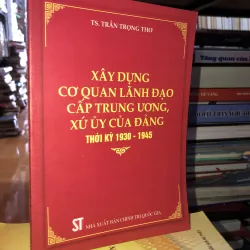 TS. TRẦN TRỌNG THƠ
XÂY DỰNG
CƠ QUAN LÃNH ĐẠO
CẤP TRUNG ƯƠNG,
XỨ ỦY CỦA ĐẢNG
THỜI KỲ 1930 - 1945
ST
NHÀ XUẤT BẢN CHÍNH TRỊ QUỐC GIA